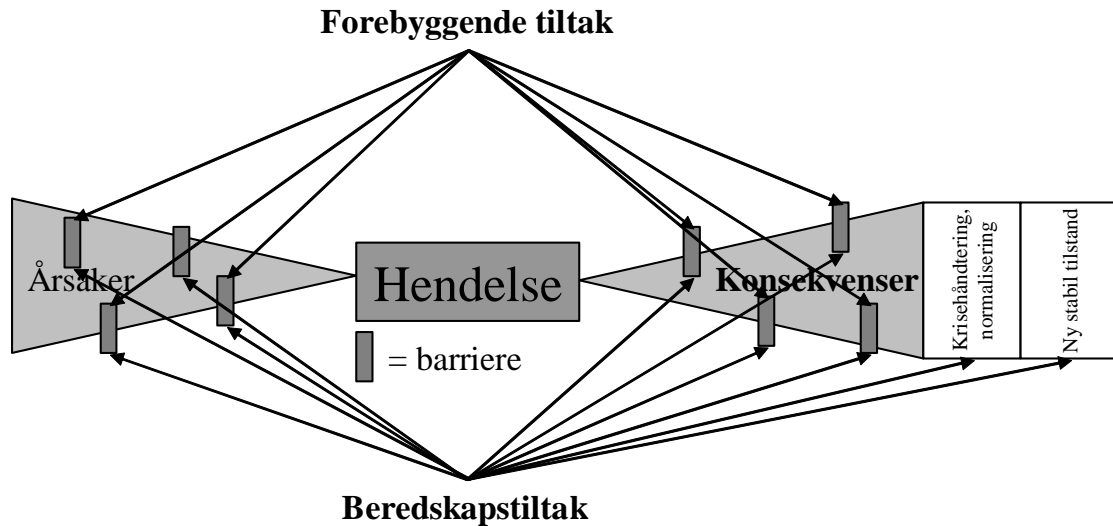 Forebyggende tiltak
Årsaker
Hendelse
Konsekvenser
Krisehåndtering,
normalisering
Ny stabil tilstand
= barriere
Beredskapstiltak